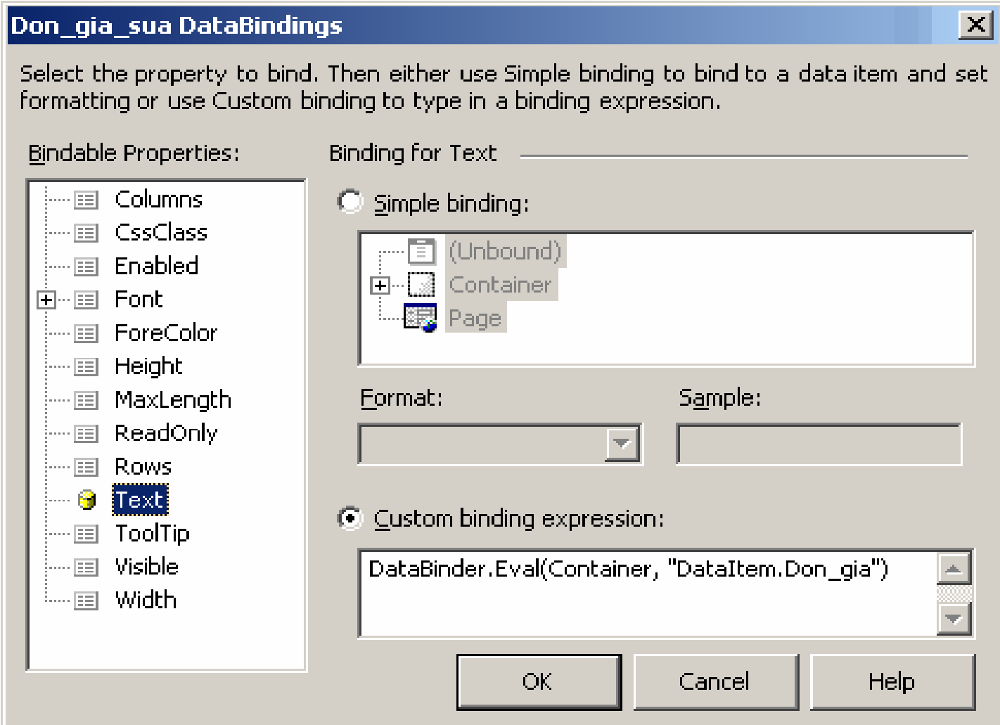 Don_gia_sua DataBindings
Select the property to bind. Then either use Simple binding to bind to a data item and set
formatting or use Custom binding to type in a binding expression.
Bindable Properties:
Columns
CssClass
Enabled
Font
ForeColor
Height
MaxLength
ReadOnly
Rows
Text
ToolTip
Visible
Width
Binding for Text
Simple binding:
(Unbound)
Container
Page
Format:
Sample:
Custom binding expression:
DataBinder.Eval(Container, "DataItem.Don_gia")
OK
Cancel
Help